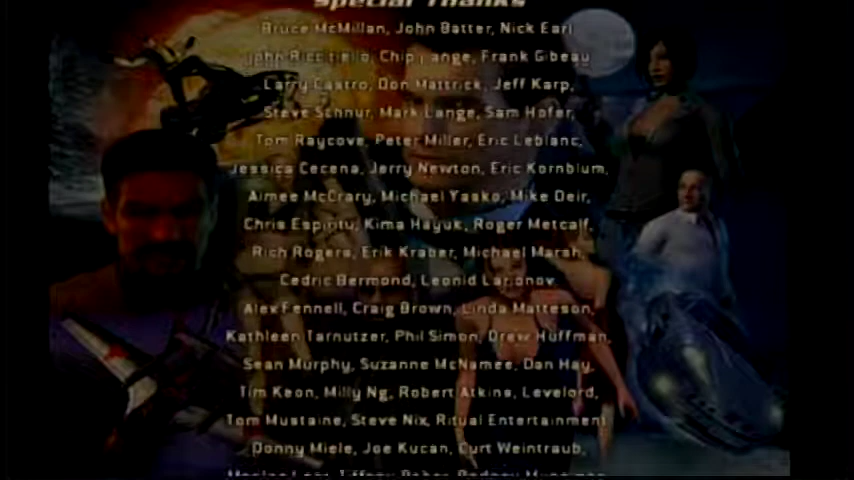 Special Thanks
Bruce McMillan, John Batter, Nick Earl
John Riccitiello, Chip Lange, Frank Gibeau
Larry Castro, Don Mattrick, Jeff Karp,
Steve Schnur, Mark Lange, Sam Hofer,
Tom Raycove, Peter Miller, Eric Leblanc,
Jessica Cecena, Jerry Newton, Eric Kornblum,
Aimee McCrary, Michael Yasko, Mike Deir,
Chris Espiritu, Kima Hayuk, Roger Metcalf,
Rich Rogers, Erik Kraber, Michael Marsh,
Cedric Bermond, Leonid Larionov
Alex Fennell, Craig Brown, Linda Matteson,
Kathleen Tarnutzer, Phil Simon, Drew Huffman,
Sean Murphy, Suzanne McNamee, Dan Hay,
Tim Keon, Milly Ng, Robert Atkins, Levelord,
Tom Mustaine, Steve Nix, Ritual Entertainment
Donny Miele, Joe Kucan, Curt Weintraub,